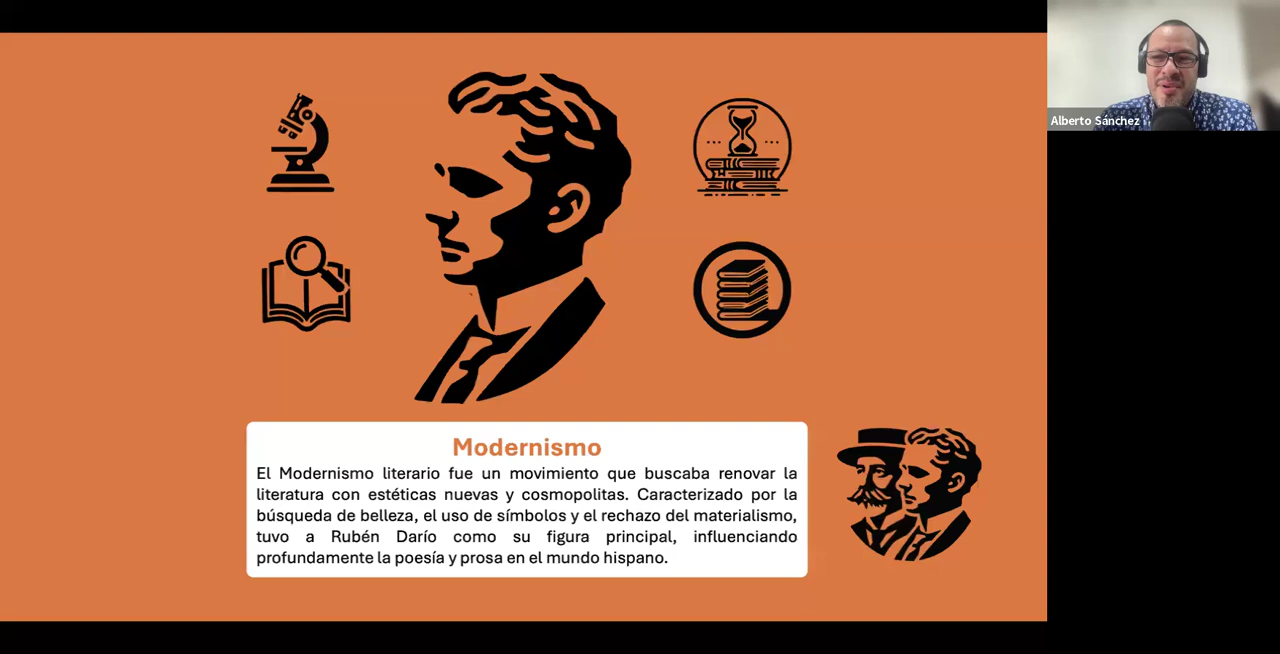 Alberto Sánchez
Modernismo
El Modernismo literario fue un movimiento que buscaba renovar la
literatura con estéticas nuevas y cosmopolitas. Caracterizado por la
búsqueda de belleza, el uso de símbolos y el rechazo del materialismo,
tuvo a Rubén Darío como su figura principal, influenciando
profundamente la poesía y prosa en el mundo hispano.